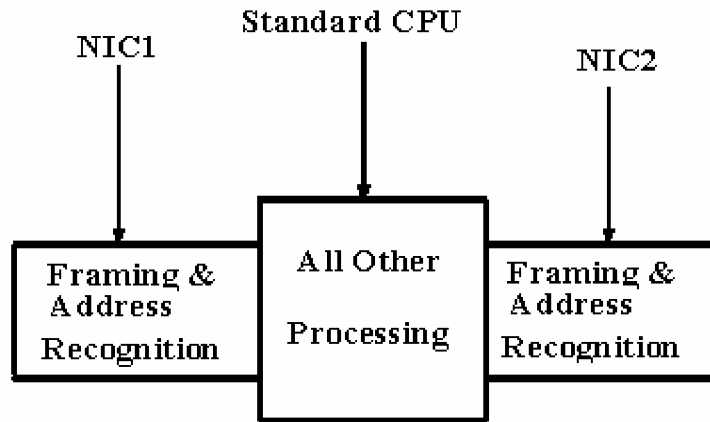 Standard CPU
NIC1
NIC2
Framing &
Address
Recognition
All Other
Processing
Framing &
Address
Recognition